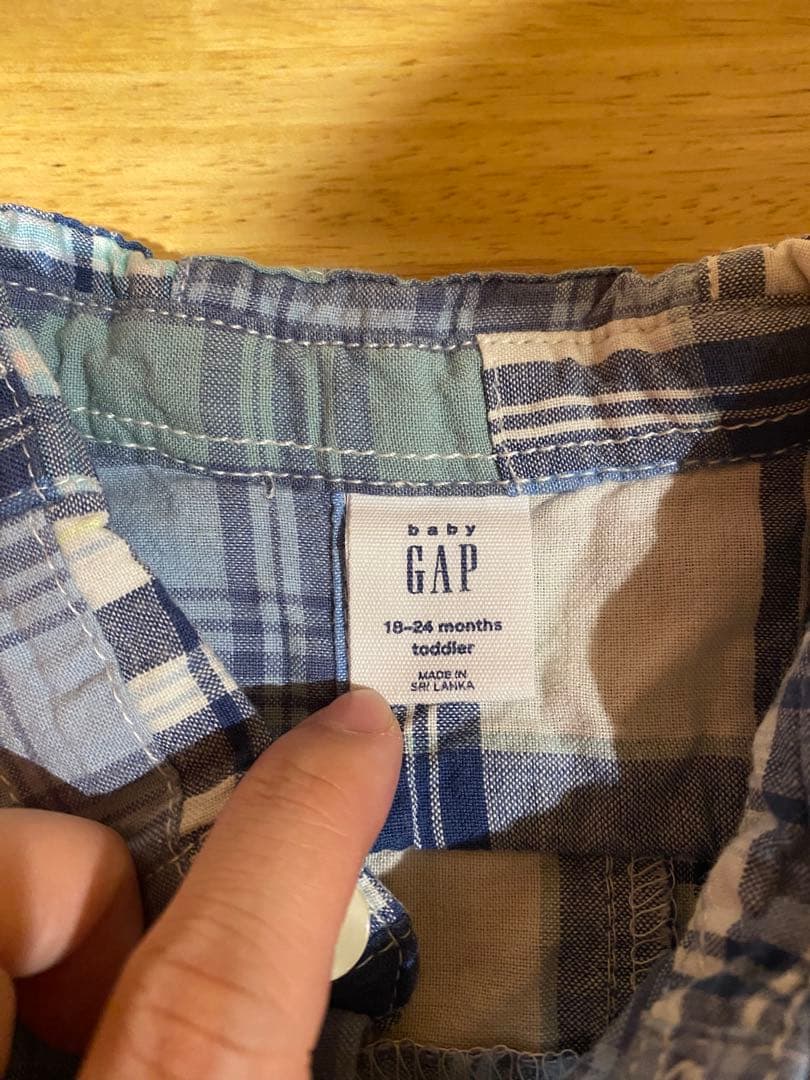 baby
GAP
18-24 months
toddler
MADE IN
SRI LANKA